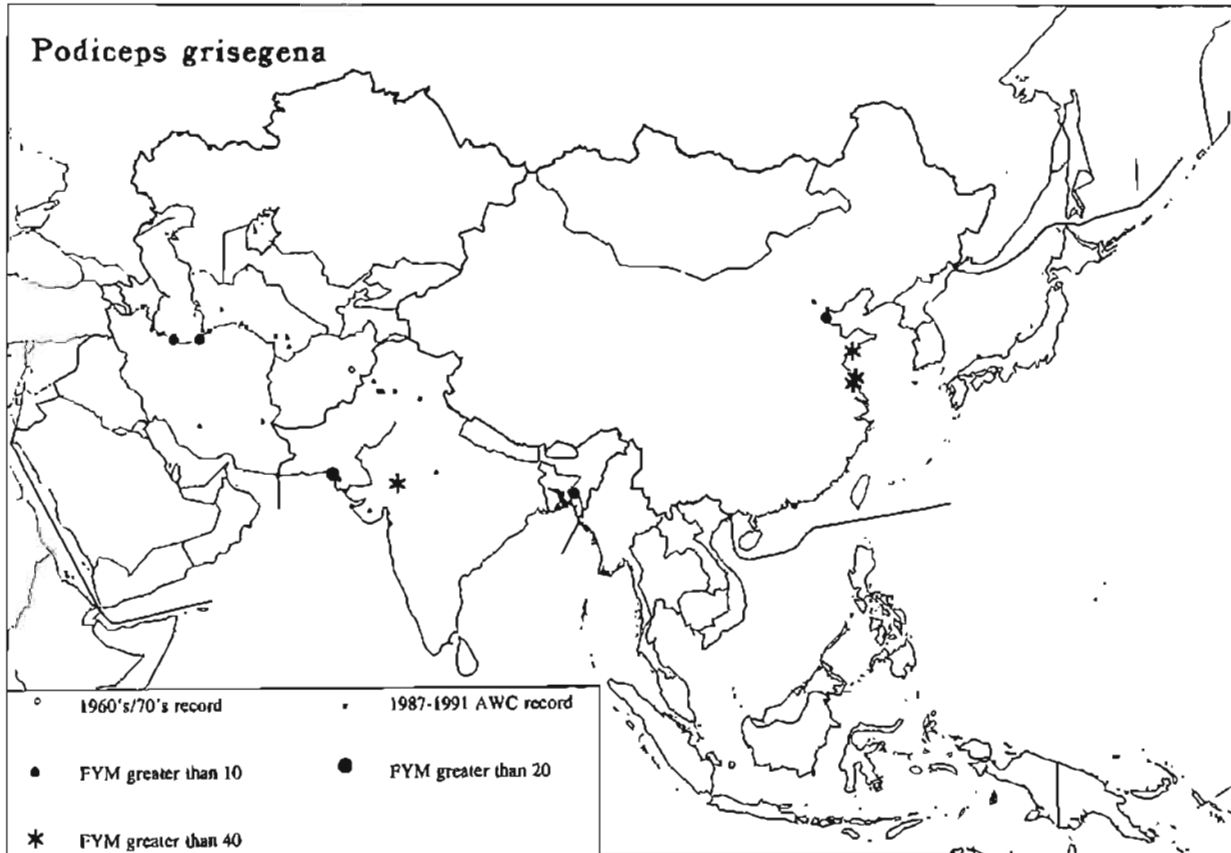 Podiceps grisegena
1960's/70's record
1987-1991 AWC record
FYM greater than 10
FYM greater than 20
FYM greater than 40